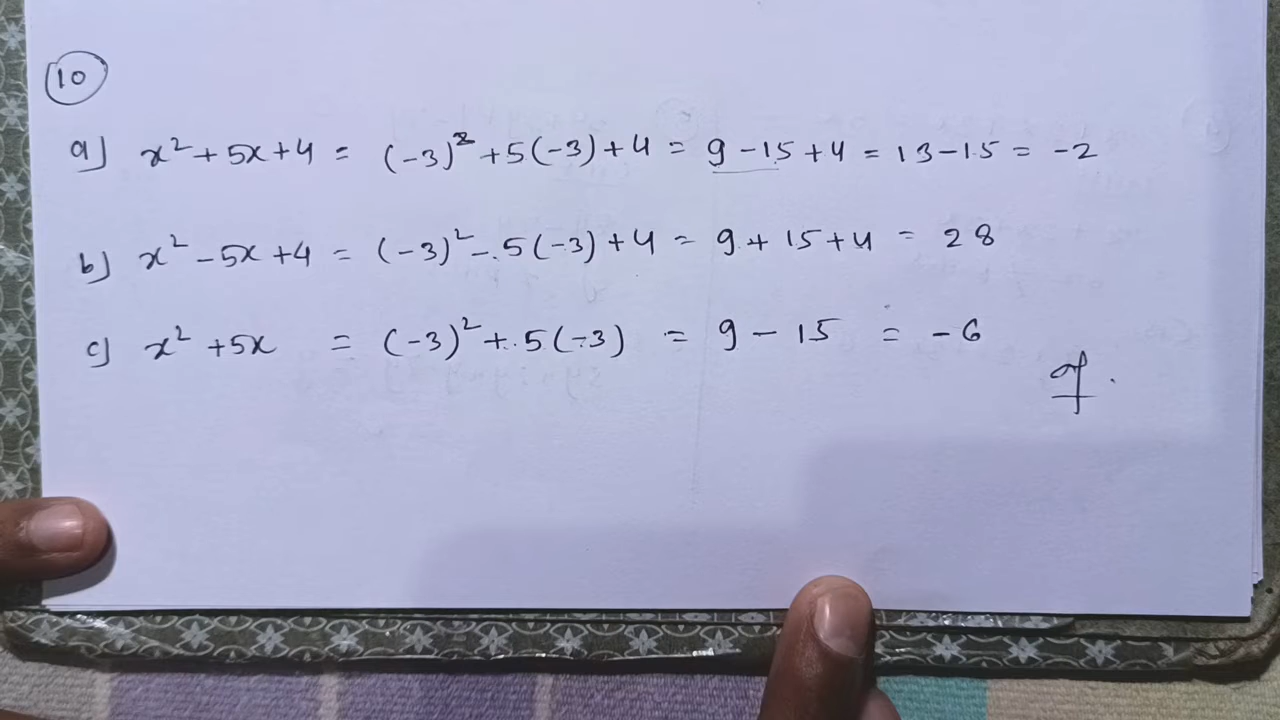 10
a) x² + 5x + 4 = (-3)² + 5(-3) + 4 = 9 - 15 + 4 = 13 - 15 = -2
b) x² - 5x + 4 = (-3)² - 5(-3) + 4 = 9 + 15 + 4 = 28
c) x² + 5x = (-3)² + 5(-3) = 9 - 15 = -6